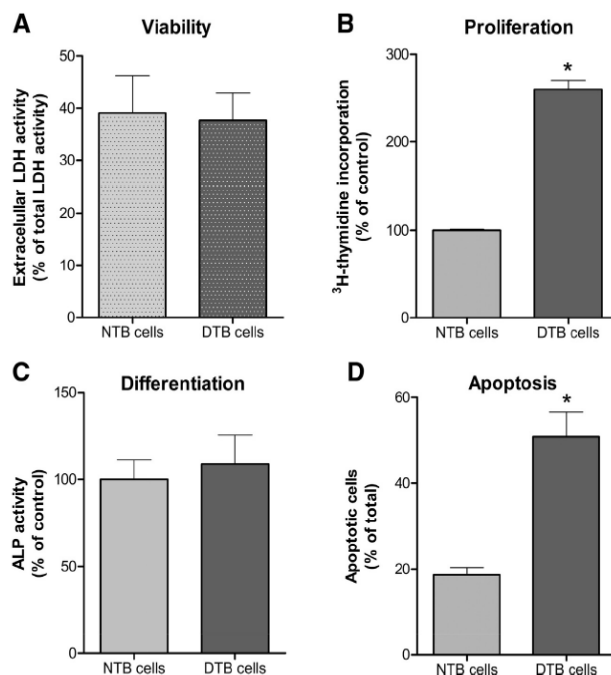 A
Viability
Extracelullar LDH activity
(% of total LDH activity)
50
40
30
20
10
0
NTB cells
DTB cells
B
Proliferation
³H-thymidine incorporation
(% of control)
300
200
100
0
*
NTB cells
DTB cells
C
Differentiation
ALP activity
(% of control)
150
100
50
0
NTB cells
DTB cells
D
Apoptosis
Apoptotic cells
(% of total)
60
40
20
0
*
NTB cells
DTB cells